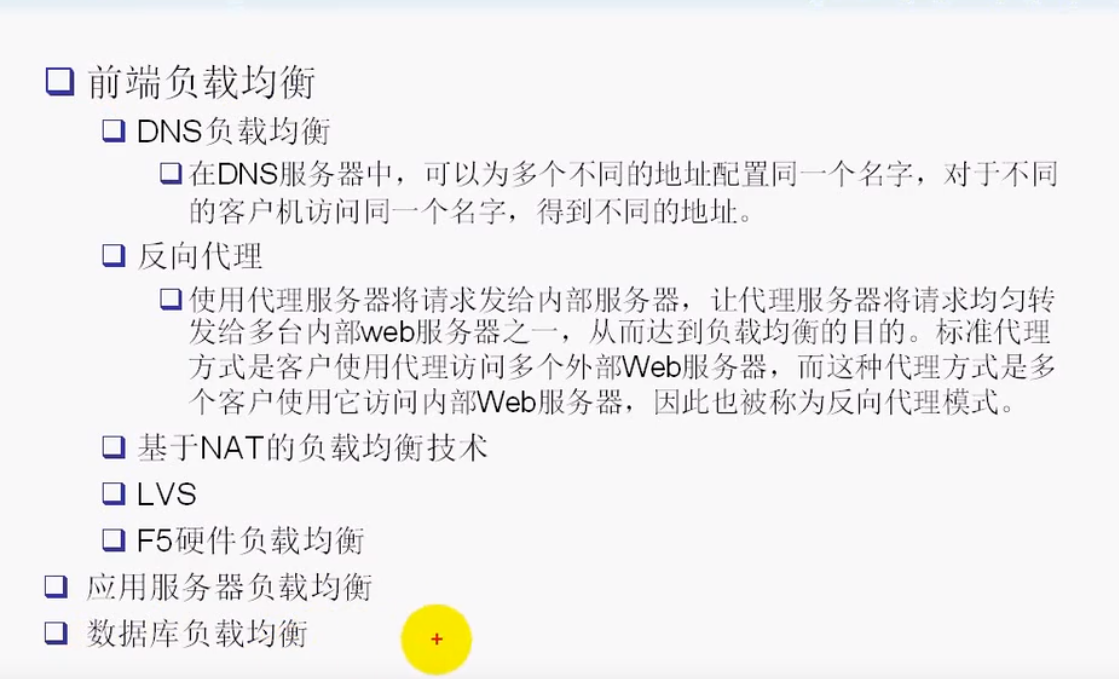 前端负载均衡
DNS负载均衡
在DNS服务器中，可以为多个不同的地址配置同一个名字，对于不同
的客户机访问同一个名字，得到不同的地址。
反向代理
使用代理服务器将请求发给内部服务器，让代理服务器将请求均匀转
发给多台内部web服务器之一，从而达到负载均衡的目的。标准代理
方式是客户使用代理访问多个外部Web服务器，而这种代理方式是多
个客户使用它访问内部Web服务器，因此也被称为反向代理模式。
基于NAT的负载均衡技术
LVS
F5硬件负载均衡
应用服务器负载均衡
数据库负载均衡